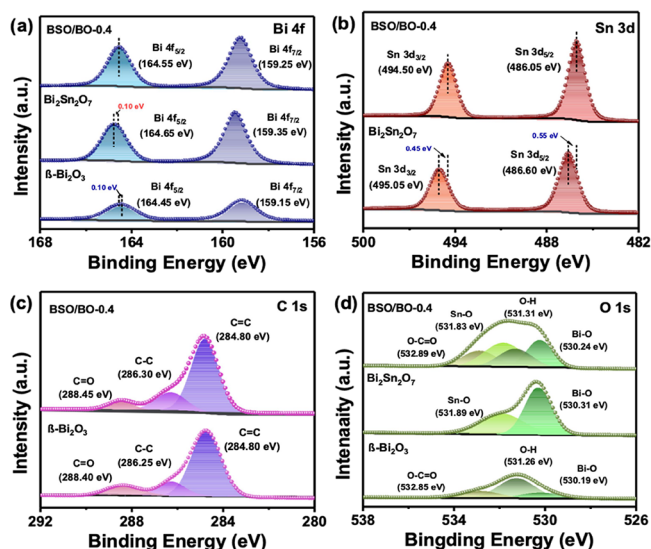 (a)
BSO/BO-0.4
Bi 4f
Bi 4f5/2
(164.55 eV)
Bi 4f7/2
(159.25 eV)
Bi2Sn2O7
0.10 eV
Bi 4f5/2
(164.65 eV)
Bi 4f7/2
(159.35 eV)
ß-Bi2O3
0.10 eV
Bi 4f5/2
(164.45 eV)
Bi 4f7/2
(159.15 eV)
Intensity (a.u.)
168 164 160 156
Binding Energy (eV)
(b)
BSO/BO-0.4
Sn 3d
Sn 3d3/2
(494.50 eV)
Sn 3d5/2
(486.05 eV)
Bi2Sn2O7
0.45 eV
0.55 eV
Sn 3d3/2
(495.05 eV)
Sn 3d5/2
(486.60 eV)
Intensity (a.u.)
500 494 488 482
Binding Energy (eV)
(c)
BSO/BO-0.4
C 1s
C=C
(284.80 eV)
C-C
(286.30 eV)
C=O
(288.45 eV)
ß-Bi2O3
C=C
(284.80 eV)
C-C
(286.25 eV)
C=O
(288.40 eV)
Intensity (a.u.)
292 288 284 280
Binding Energy (eV)
(d)
BSO/BO-0.4
O 1s
O-H
(531.31 eV)
Sn-O
(531.83 eV)
O-C=O
(532.89 eV)
Bi-O
(530.24 eV)
Bi2Sn2O7
Sn-O
(531.89 eV)
Bi-O
(530.31 eV)
ß-Bi2O3
O-H
(531.26 eV)
O-C=O
(532.85 eV)
Bi-O
(530.19 eV)
Intenaaity (a.u.)
538 534 530 526
Bingding Energy (eV)